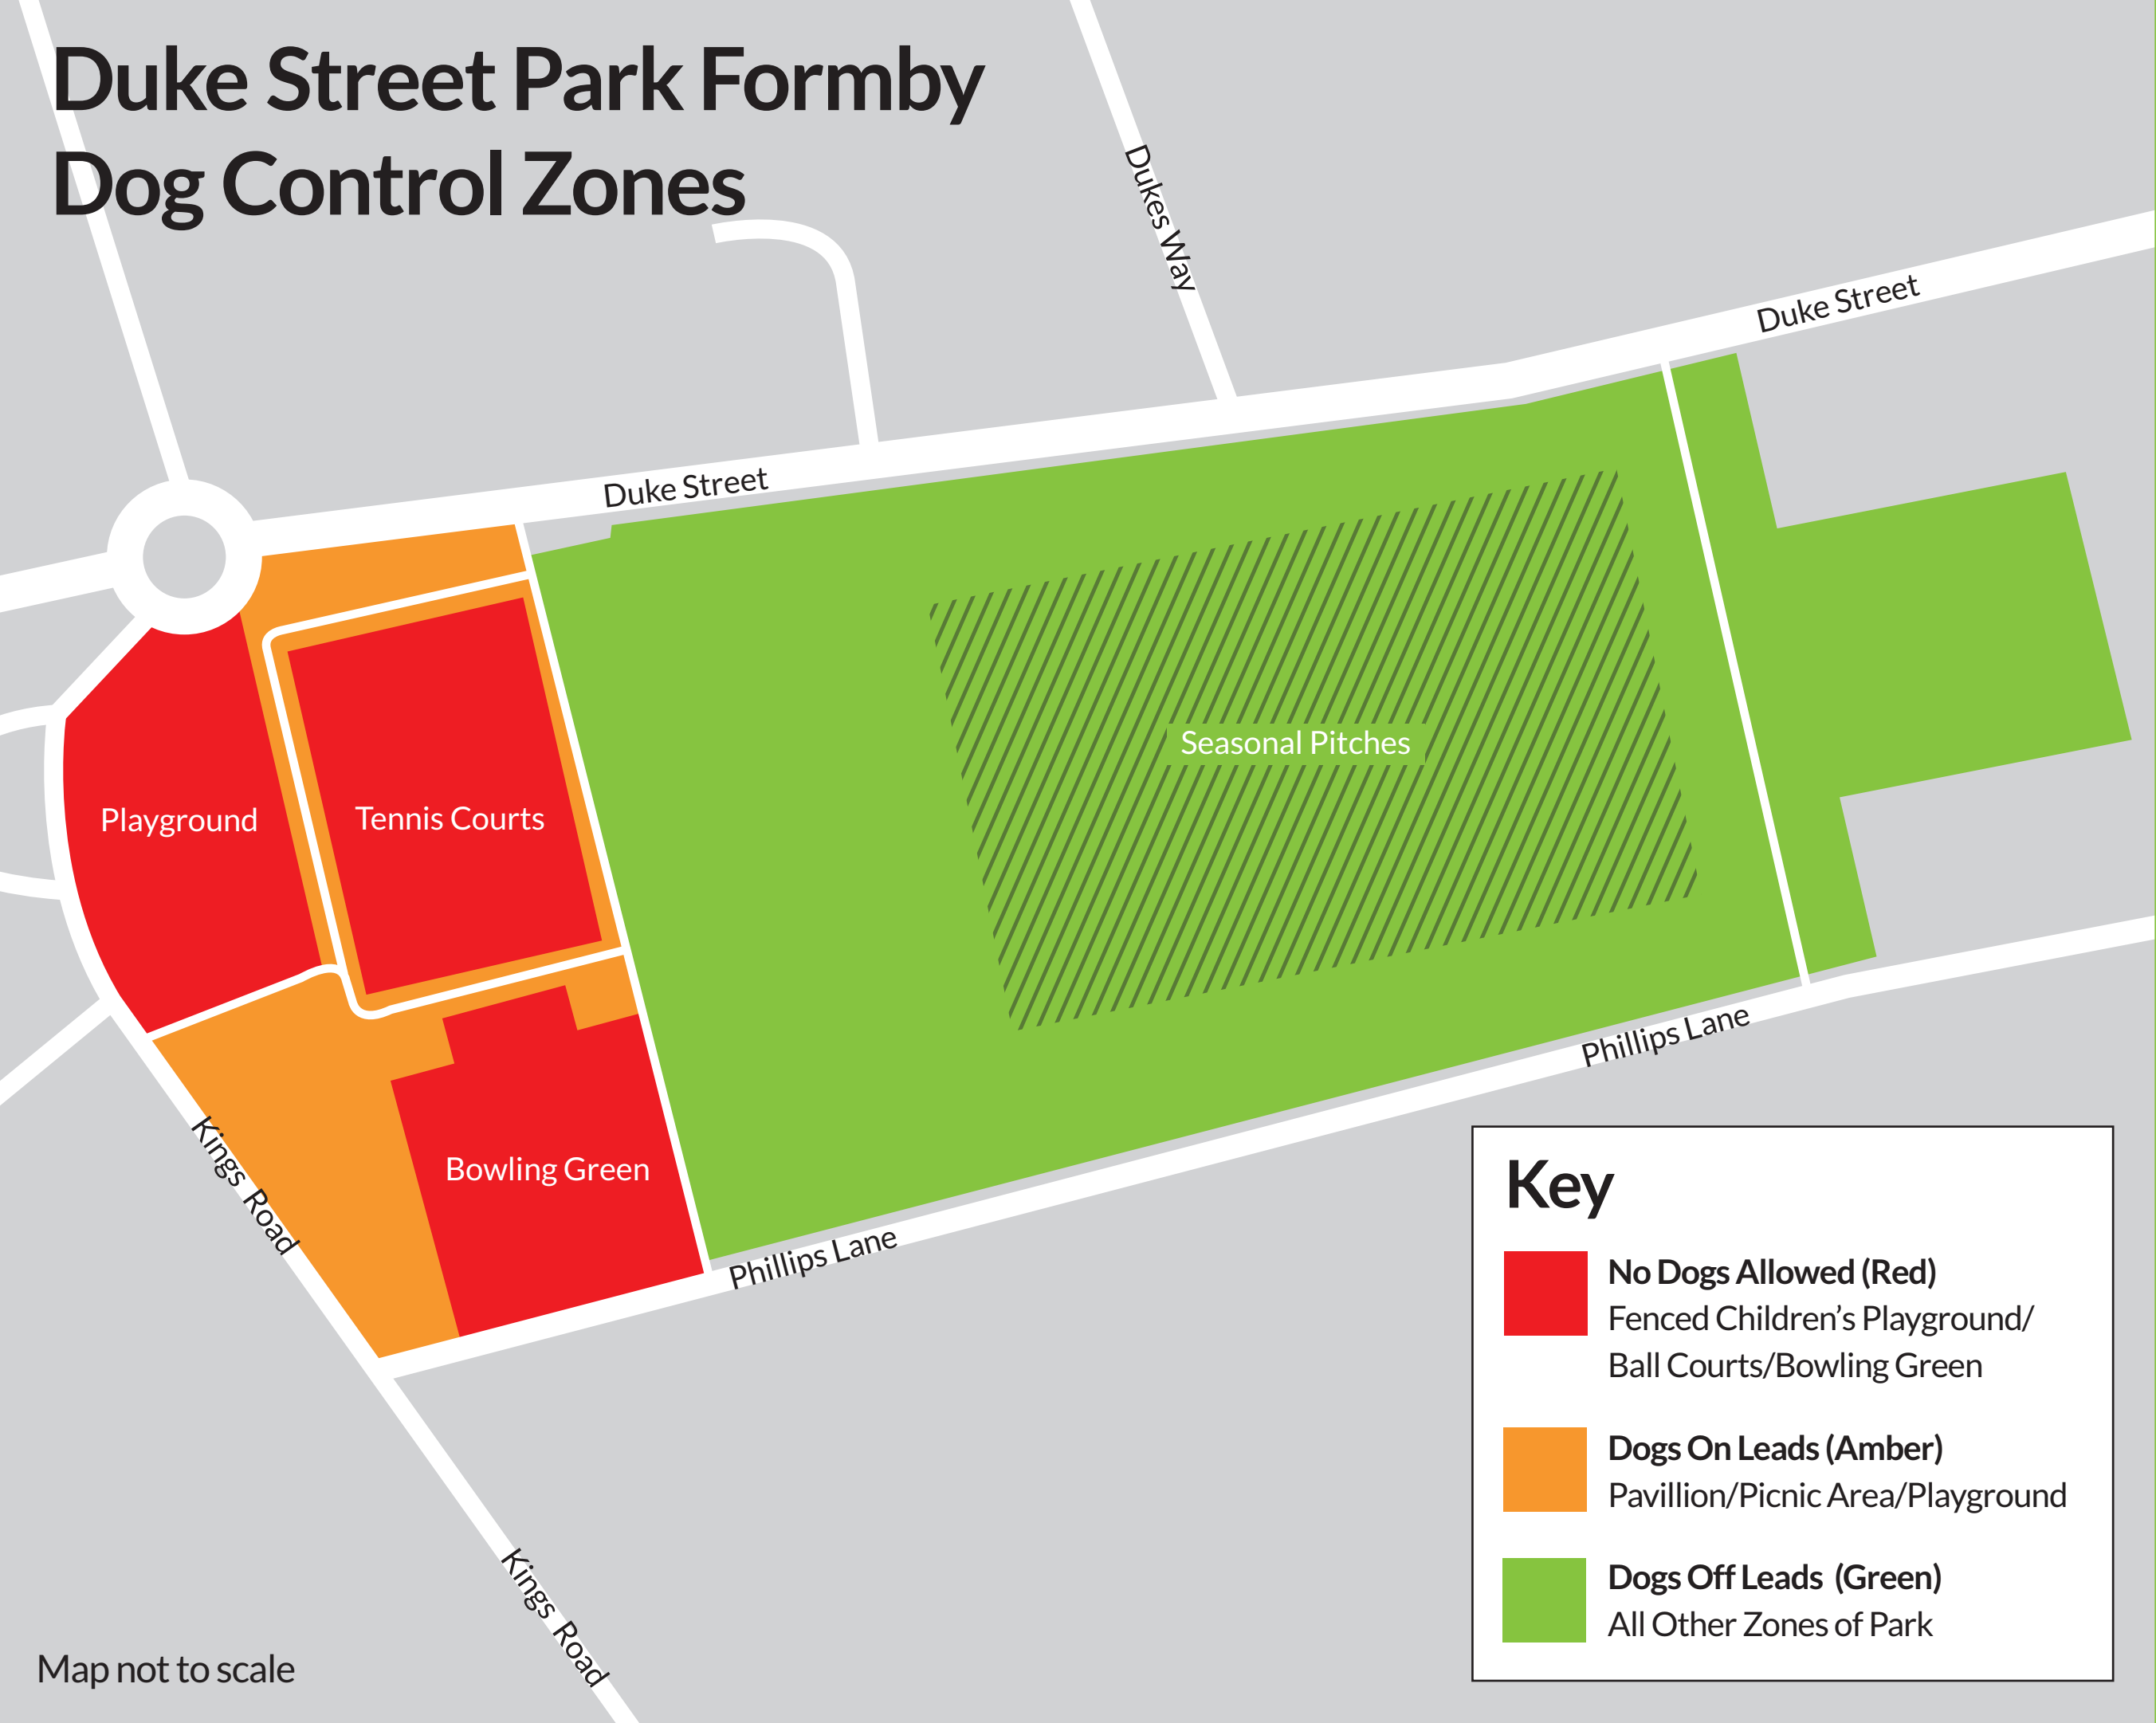 Duke Street Park Formby
Dog Control Zones
Dukes Way
Duke Street
Duke Street
Seasonal Pitches
Playground
Tennis Courts
Bowling Green
Phillips Lane
Phillips Lane
Kings Road
Kings Road
Key
No Dogs Allowed (Red)
Fenced Children’s Playground/
Ball Courts/Bowling Green
Dogs On Leads (Amber)
Pavillion/Picnic Area/Playground
Dogs Off Leads (Green)
All Other Zones of Park
Map not to scale